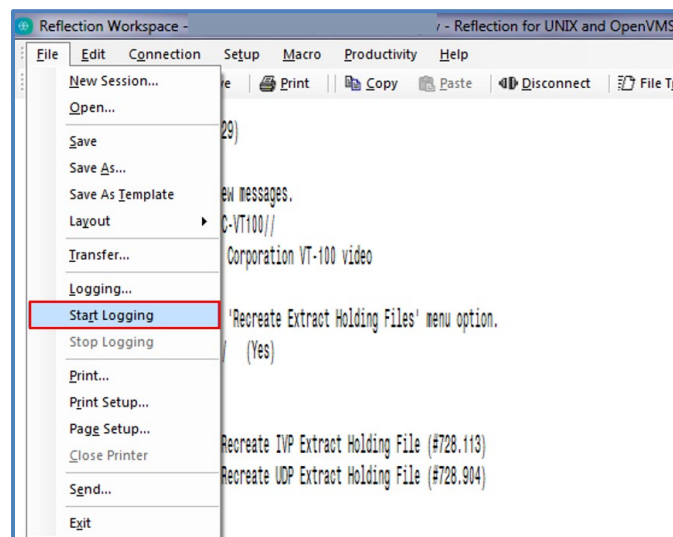 Reflection Workspace - / - Reflection for UNIX and OpenVMS
File Edit Connection Setup Macro Productivity Help
Print Copy Paste Disconnect File
New Session...
Open...
29)
Save
Save As...
Save As Template
ew messages.
Layout
C-VT100//
Transfer...
Corporation VT-100 video
Logging...
Start Logging
'Recreate Extract Holding Files' menu option.
Stop Logging
/ (Yes)
Print...
Print Setup...
Page Setup...
Recreate IVP Extract Holding File (#728.113)
Close Printer
Recreate UDP Extract Holding File (#728.904)
Send...
Exit